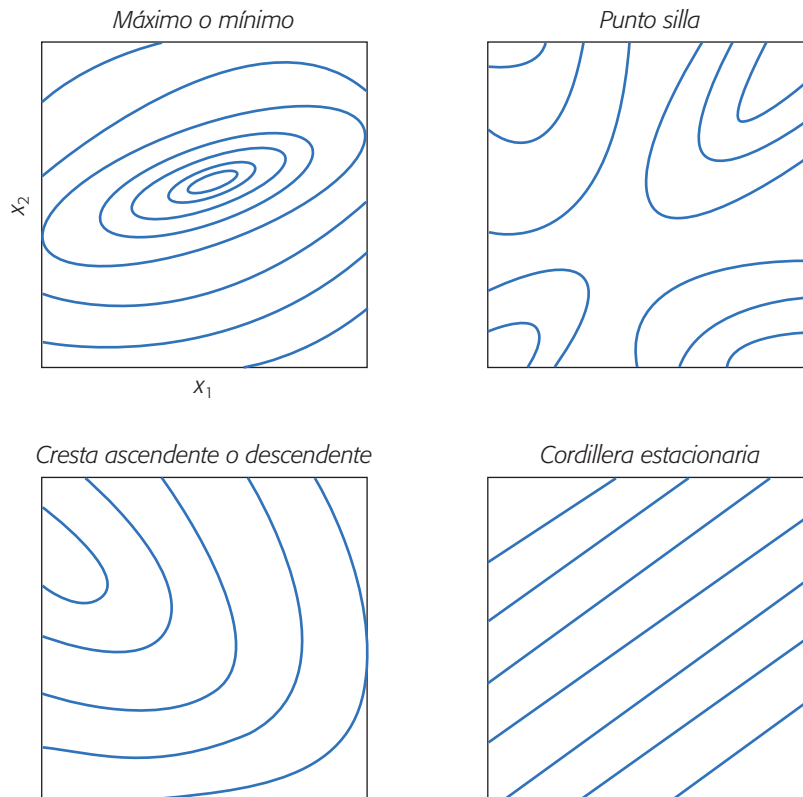 Máximo o mínimo
Punto silla
x2
x1
Cresta ascendente o descendente
Cordillera estacionaria